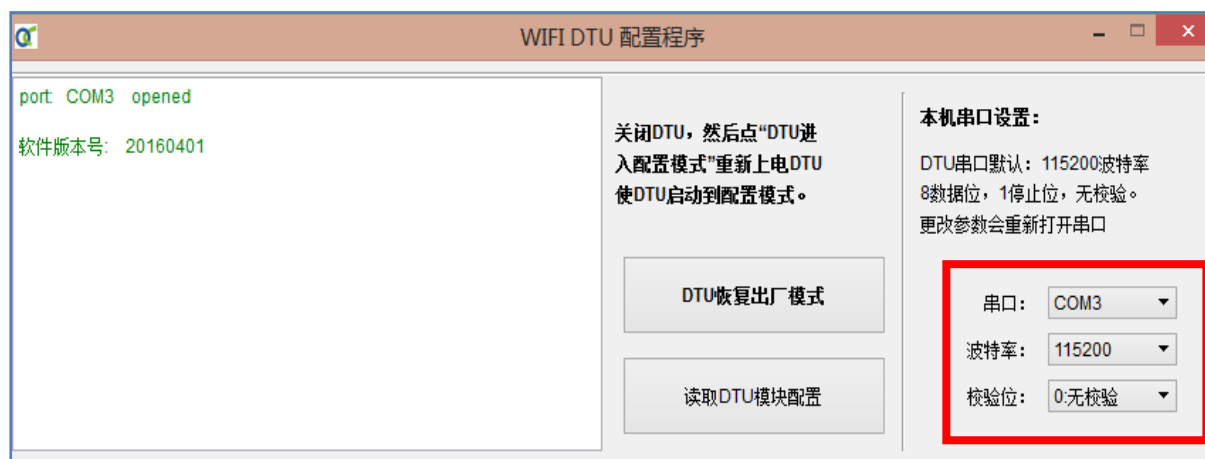 WIFI DTU 配置程序
port: COM3 opened
软件版本号: 20160401
关闭DTU，然后点“DTU进
入配置模式”重新上电DTU
使DTU启动到配置模式。
DTU恢复出厂模式
读取DTU模块配置
本机串口设置：
DTU串口默认：115200波特率
8数据位，1停止位，无校验。
更改参数会重新打开串口
串口： COM3
波特率： 115200
校验位： 0:无校验